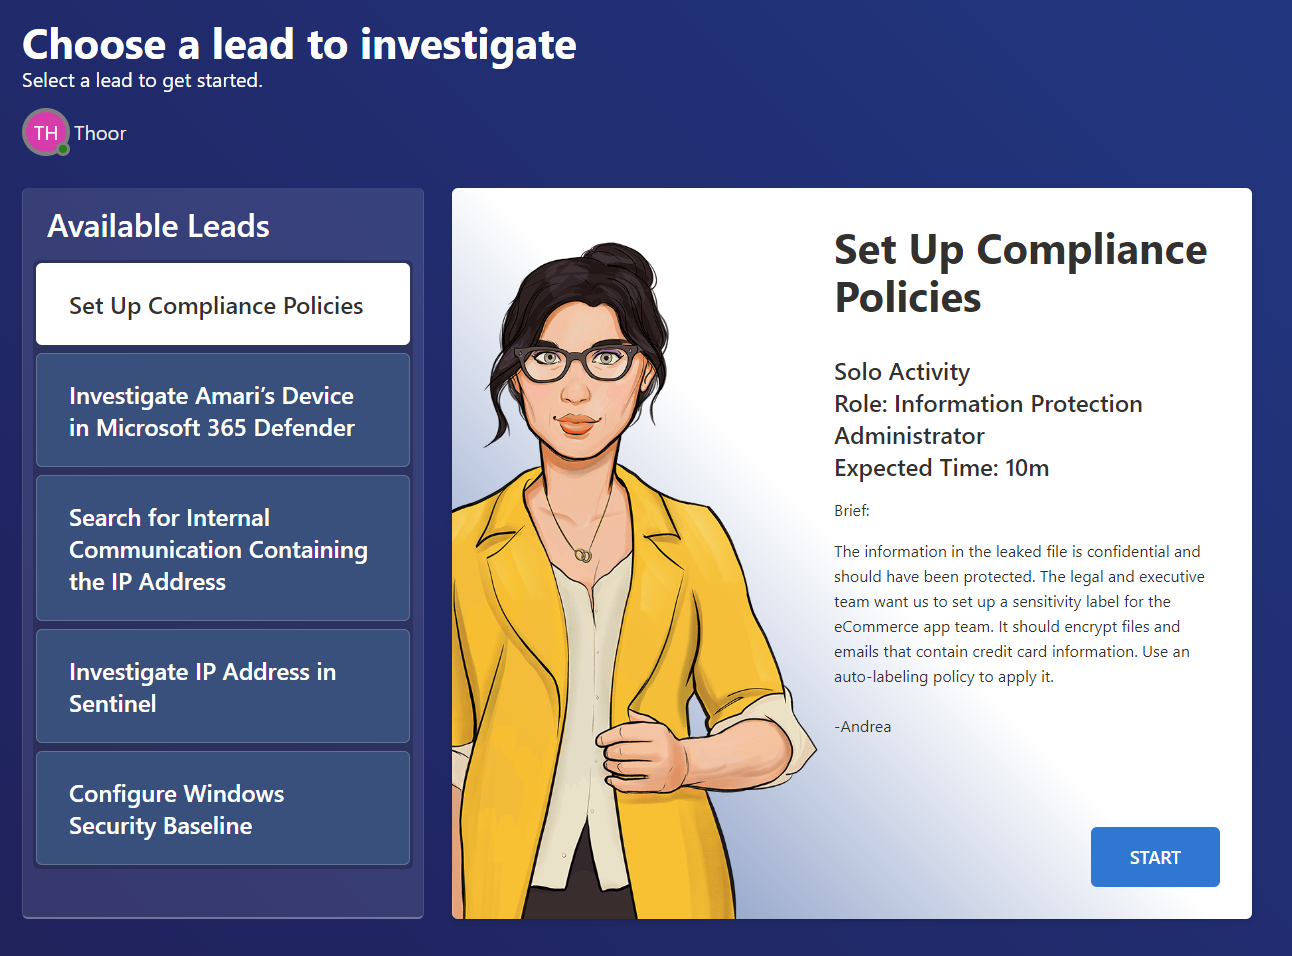 Choose a lead to investigate
Select a lead to get started.
TH Thoor
Available Leads
Set Up Compliance Policies
Investigate Amari’s Device
in Microsoft 365 Defender
Search for Internal
Communication Containing
the IP Address
Investigate IP Address in
Sentinel
Configure Windows
Security Baseline
Set Up Compliance
Policies
Solo Activity
Role: Information Protection
Administrator
Expected Time: 10m
Brief:
The information in the leaked file is confidential and
should have been protected. The legal and executive
team want us to set up a sensitivity label for the
eCommerce app team. It should encrypt files and
emails that contain credit card information. Use an
auto-labeling policy to apply it.
-Andrea
START